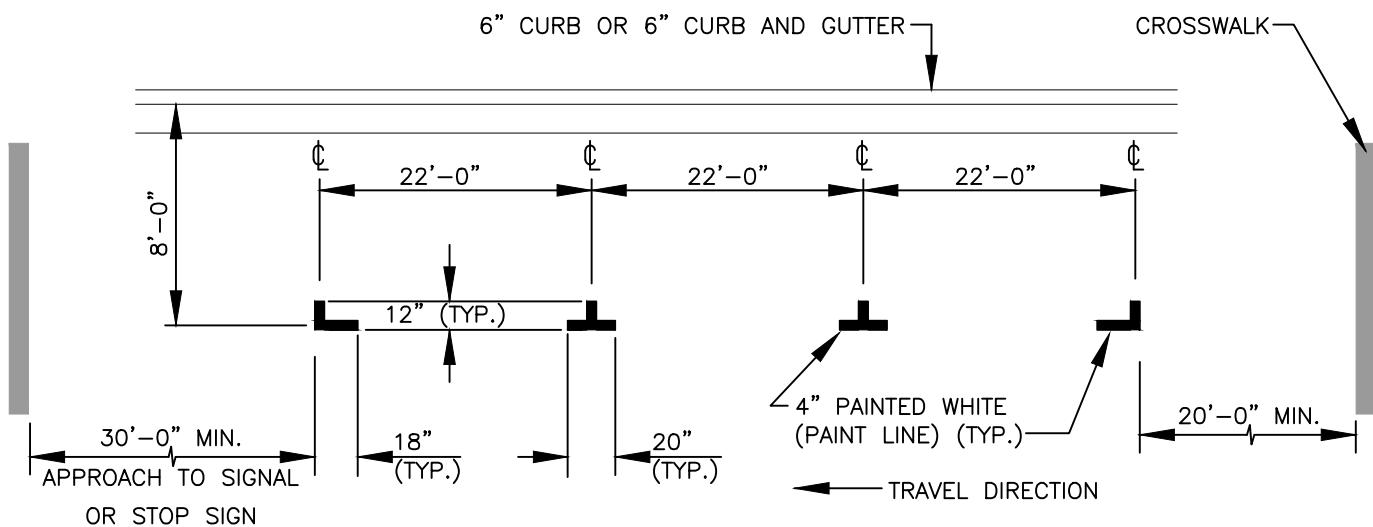 6” CURB OR 6” CURB AND GUTTER
CROSSWALK
℄ ℄ ℄ ℄
22’-0” 22’-0” 22’-0”
8’-0”
12” (TYP.)
4” PAINTED WHITE
(PAINT LINE) (TYP.)
30’-0” MIN.
APPROACH TO SIGNAL
OR STOP SIGN
18”
(TYP.)
20”
(TYP.)
20’-0” MIN.
TRAVEL DIRECTION